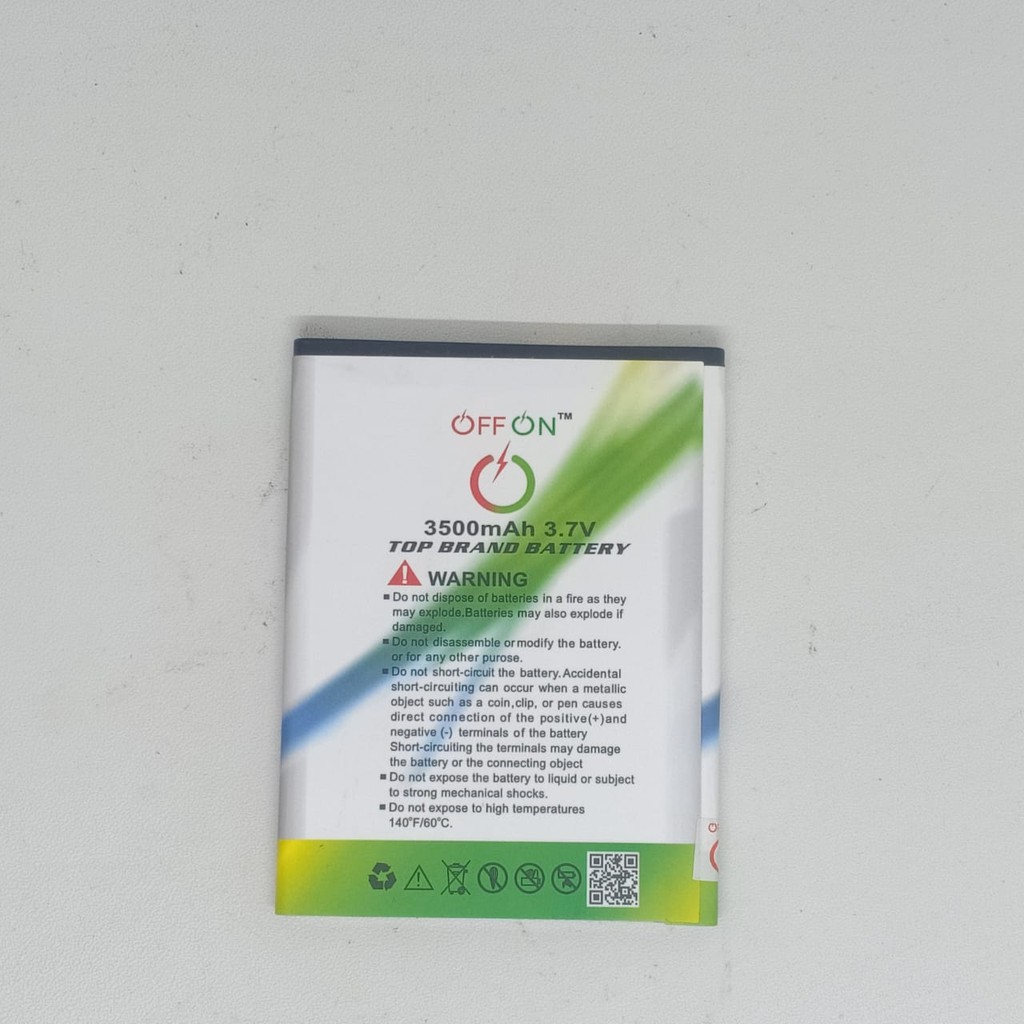 OFF ON™
3500mAh 3.7V
TOP BRAND BATTERY
WARNING
▪ Do not dispose of batteries in a fire as they
may explode.Batteries may also explode if
damaged.
▪ Do not disassemble or modify the battery.
or for any other purose.
▪ Do not short-circuit the battery.Accidental
short-circuiting can occur when a metallic
object such as a coin,clip, or pen causes
direct connection of the positive(+)and
negative (-) terminals of the battery
Short-circuiting the terminals may damage
the battery or the connecting object
▪ Do not expose the battery to liquid or subject
to strong mechanical shocks.
▪ Do not expose to high temperatures
140°F/60°C.